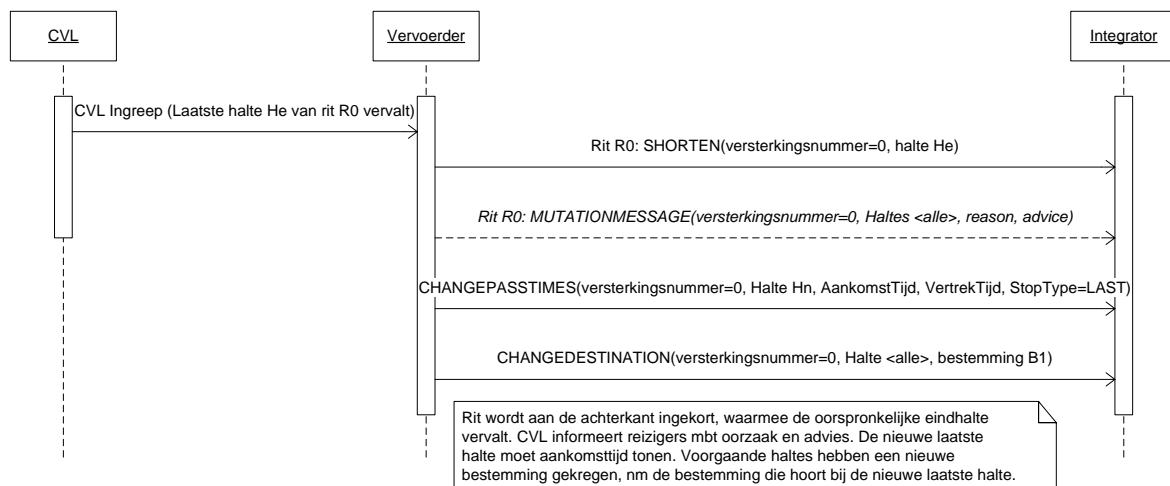 CVL
Vervoerder
Integrator
CVL Ingreep (Laatste halte He van rit R0 vervalt)
Rit R0: SHORTEN(versterkingsnummer=0, halte He)
Rit R0: MUTATIONMESSAGE(versterkingsnummer=0, Haltes <alle>, reason, advice)
CHANGEPASSTIMES(versterkingsnummer=0, Halte Hn, AankomstTijd, VertrekTijd, StopType=LAST)
CHANGEDESTINATION(versterkingsnummer=0, Halte <alle>, bestemming B1)
Rit wordt aan de achterkant ingekort, waarmee de oorspronkelijke eindhalte
vervalt. CVL informeert reizigers mbt oorzaak en advies. De nieuwe laatste
halte moet aankomsttijd tonen. Voorgaande haltes hebben een nieuwe
bestemming gekregen, nm de bestemming die hoort bij de nieuwe laatste halte.